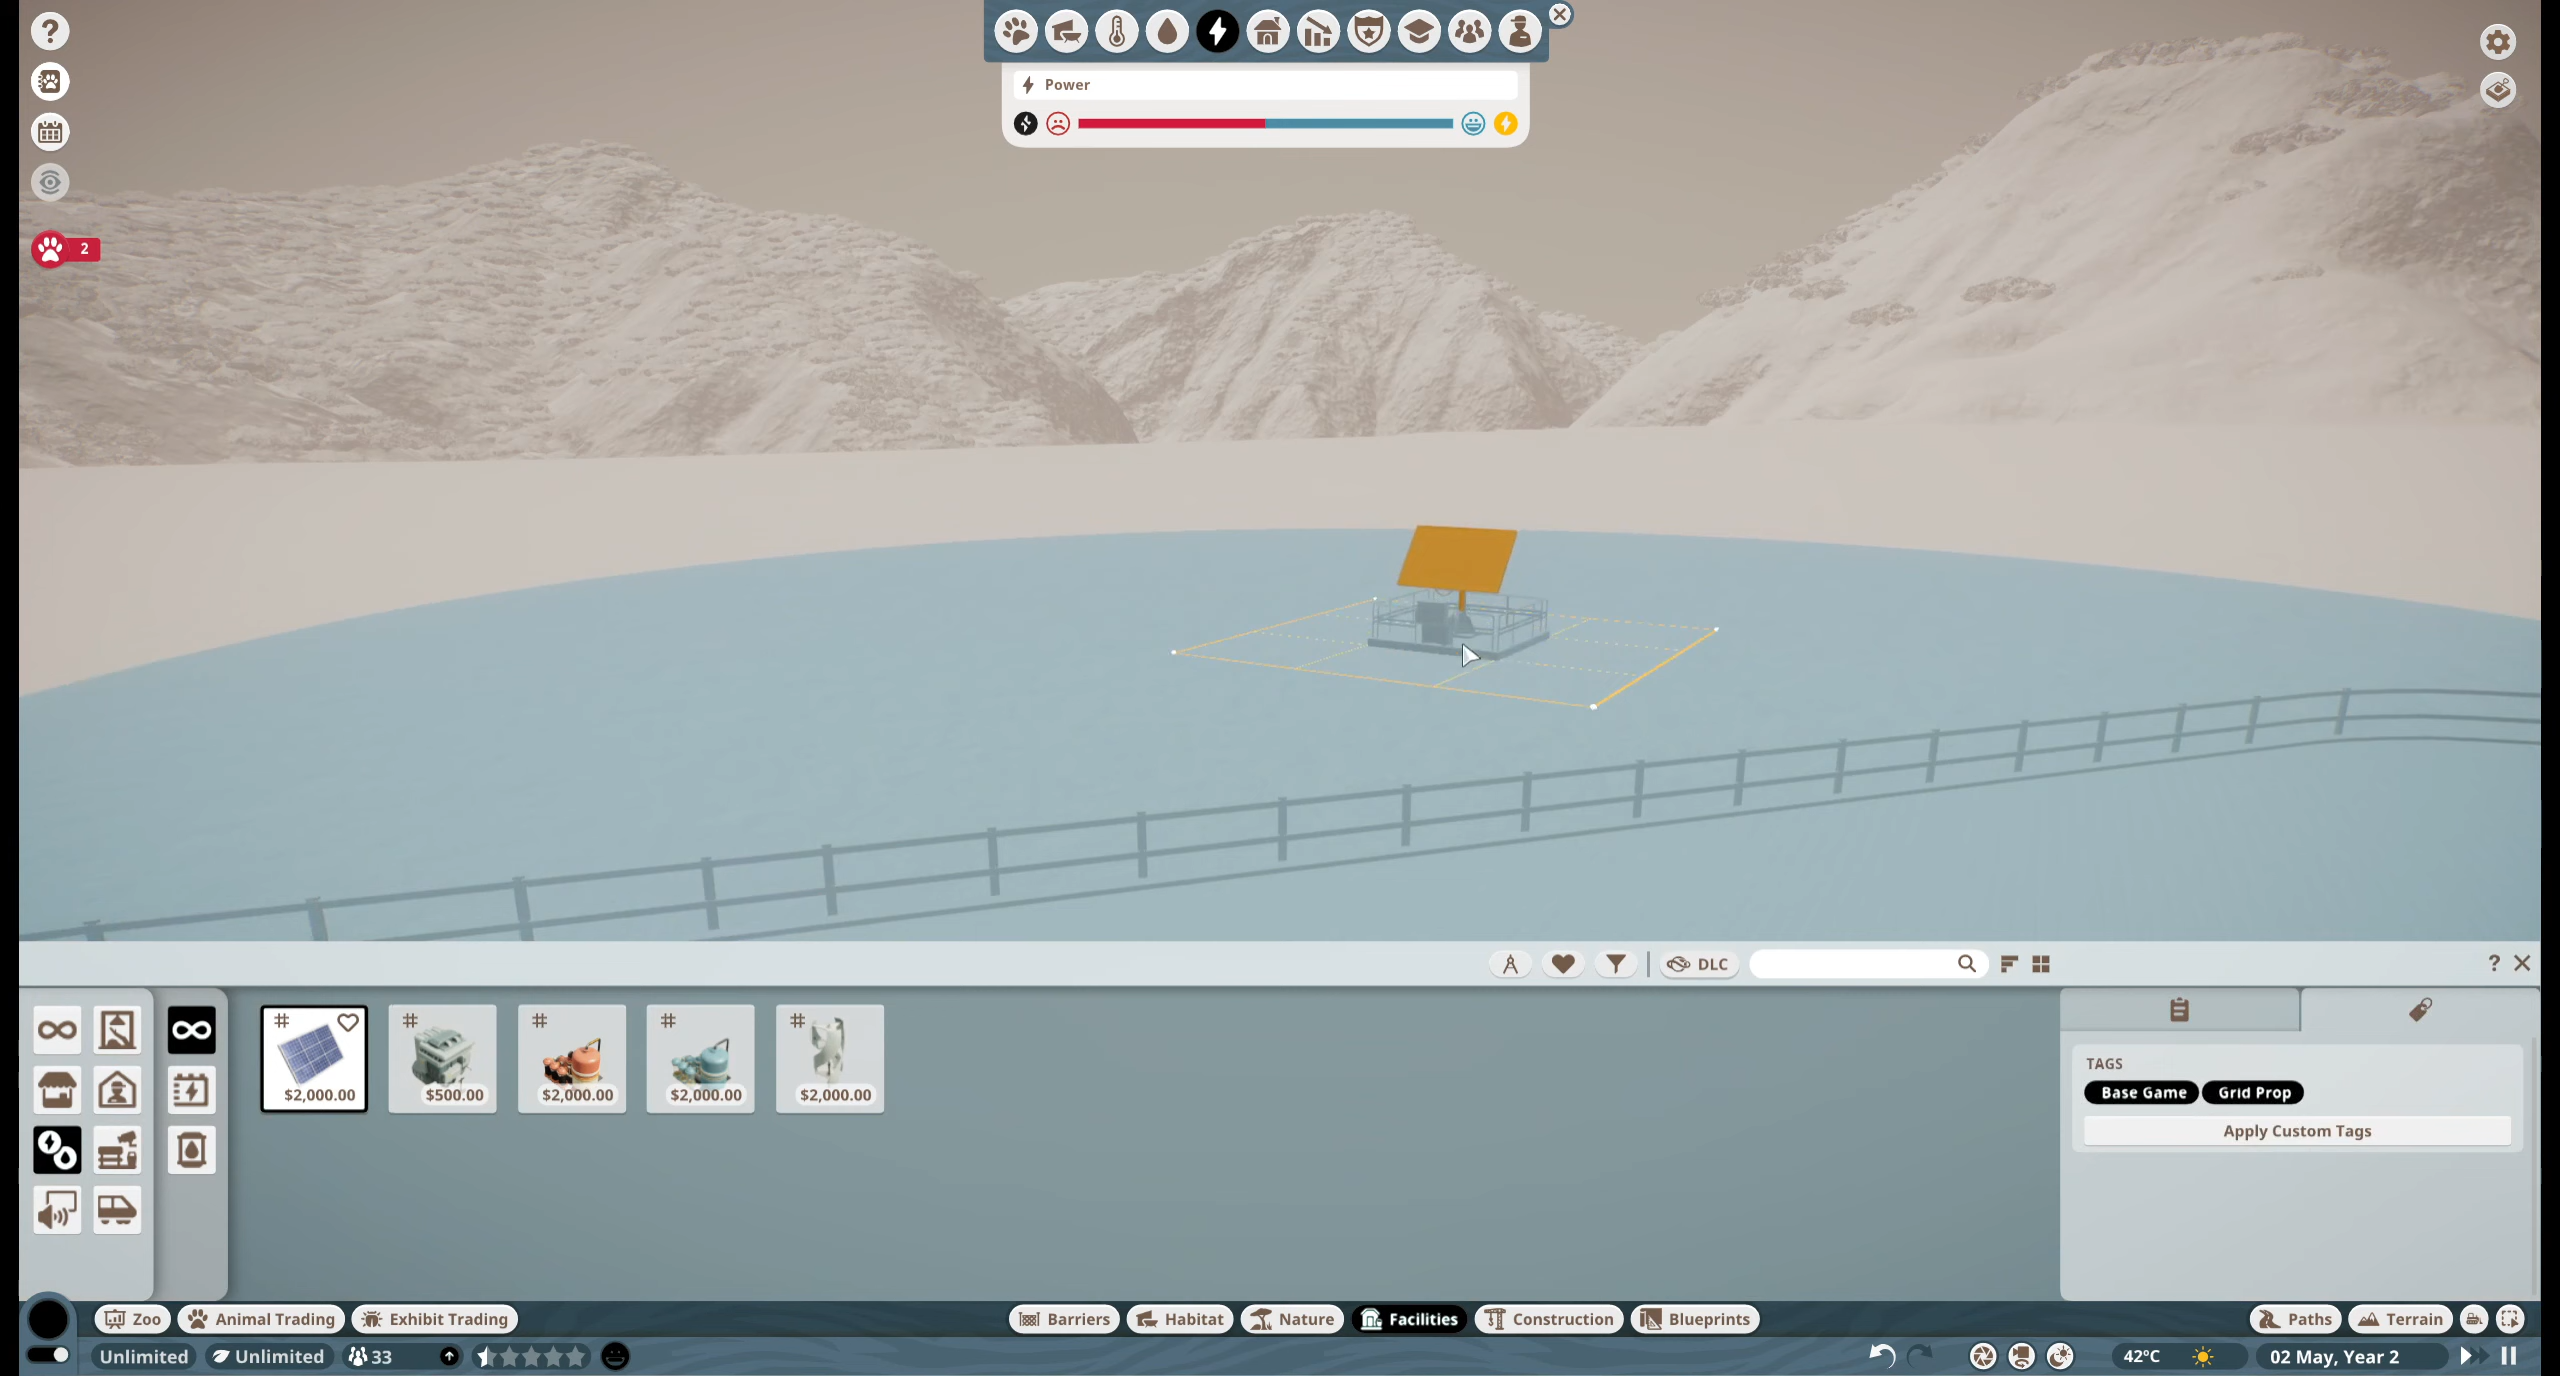 ?
Power
2
DLC
?
$2,000.00
$500.00
$2,000.00
$2,000.00
$2,000.00
TAGS
Base Game
Grid Prop
Apply Custom Tags
Zoo
Animal Trading
Exhibit Trading
Barriers
Habitat
Nature
Facilities
Construction
Blueprints
Paths
Terrain
Unlimited
Unlimited
33
42°C
02 May, Year 2